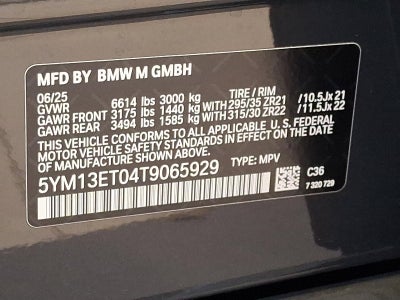 MFD BY BMW M GMBH
06/25 TIRE / RIM
GVWR 6614 lbs 3000 kg
GAWR FRONT 3175 lbs 1440 kg WITH 295/35 ZR21 / 10.5Jx 21
GAWR REAR 3494 lbs 1585 kg WITH 315/30 ZR22 / 11.5Jx 22
THIS VEHICLE CONFORMS TO ALL APPLICABLE FEDERAL
MOTOR VEHICLE SAFETY STANDARDS IN EFFECT ON THE DATE
OF MANUFACTURE SHOWN ABOVE.
5YM13ET04T9065929 TYPE: MPV
C36
7 320 729